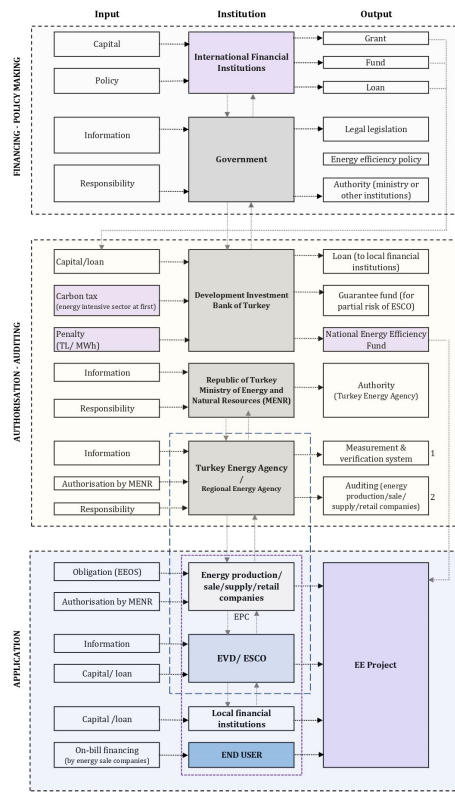 Input
Institution
Output
FINANCING - POLICY MAKING
Capital
Policy
International Financial
Institutions
Grant
Fund
Loan
Information
Responsibility
Government
Legal legislation
Energy efficiency policy
Authority (ministry or
other institutions)
AUTHORISATION - AUDITING
Capital/loan
Carbon tax
(energy intensive sector at first)
Penalty
(TL/ MWh)
Development Investment
Bank of Turkey
Loan (to local financial
institutions)
Guarantee fund (for
partial risk of ESCO)
National Energy Efficiency
Fund
Information
Responsibility
Republic of Turkey
Ministry of Energy and
Natural Resources (MENR)
Authority
(Turkey Energy Agency)
Information
Authorisation by MENR
Responsibility
Turkey Energy Agency
/
Regional Energy Agency
Measurement &
verification system
1
Auditing (energy
production/sale/
supply/retail companies)
2
APPLICATION
Obligation (EEOS)
Authorisation by MENR
Energy production/
sale/supply/retail
companies
EPC
Information
Capital/ loan
EVD/ ESCO
EE Project
Capital /loan
Local financial
institutions
On-bill financing
(by energy sale companies)
END USER